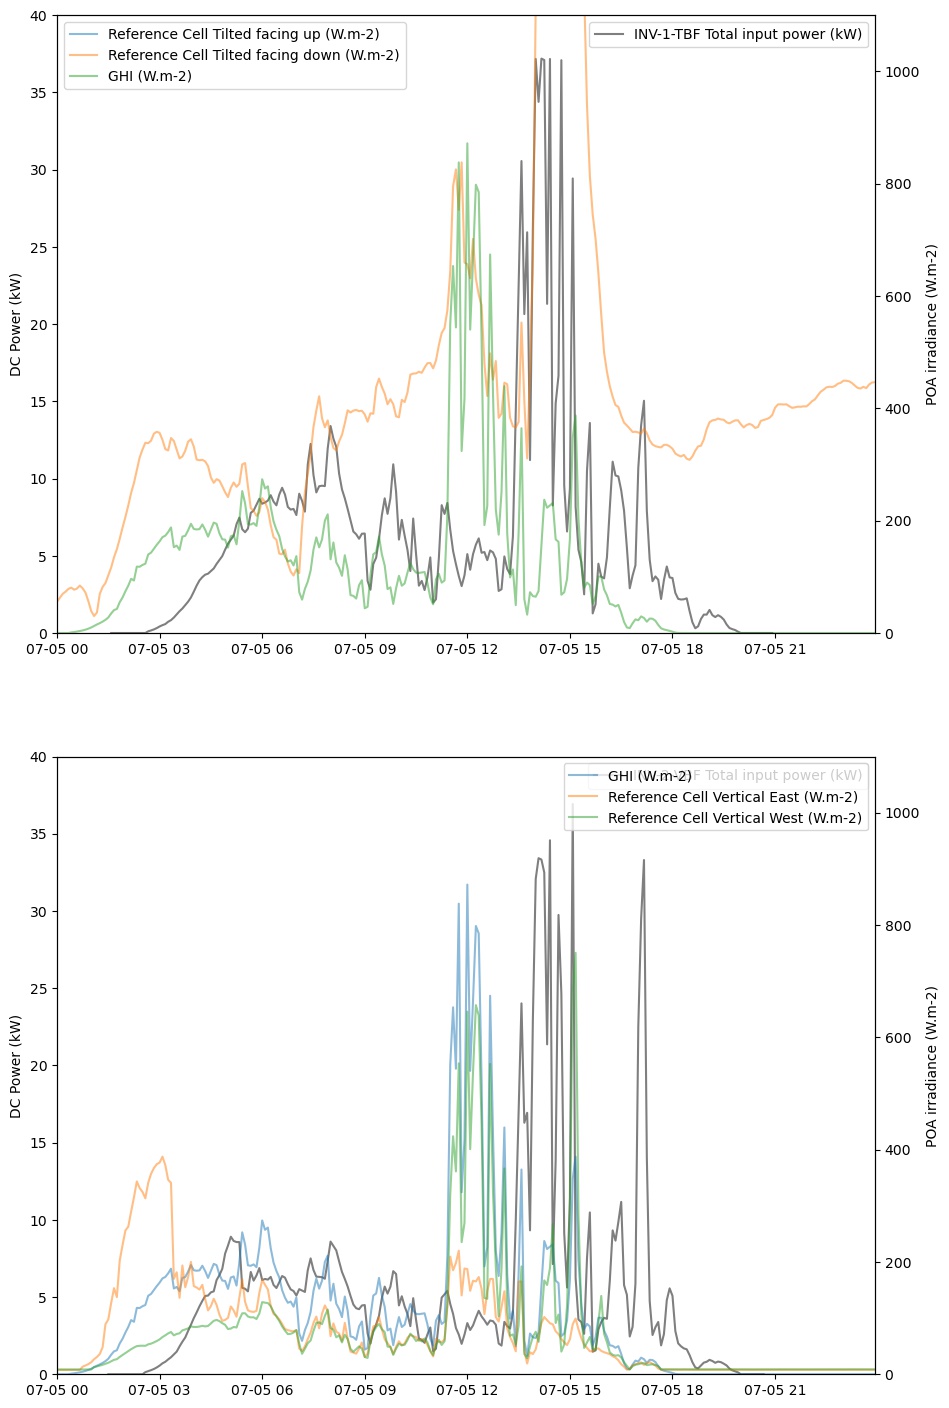 40
35
30
25
20
15
10
5
0
DC Power (kW)
Reference Cell Tilted facing up (W.m-2)
Reference Cell Tilted facing down (W.m-2)
GHI (W.m-2)
INV-1-TBF Total input power (kW)
1000
800
600
400
200
0
POA irradiance (W.m-2)
07-05 00 07-05 03 07-05 06 07-05 09 07-05 12 07-05 15 07-05 18 07-05 21
40
35
30
25
20
15
10
5
0
DC Power (kW)
GHI (W.m-2)
Total input power (kW)
Reference Cell Vertical East (W.m-2)
Reference Cell Vertical West (W.m-2)
1000
800
600
400
200
0
POA irradiance (W.m-2)
07-05 00 07-05 03 07-05 06 07-05 09 07-05 12 07-05 15 07-05 18 07-05 21